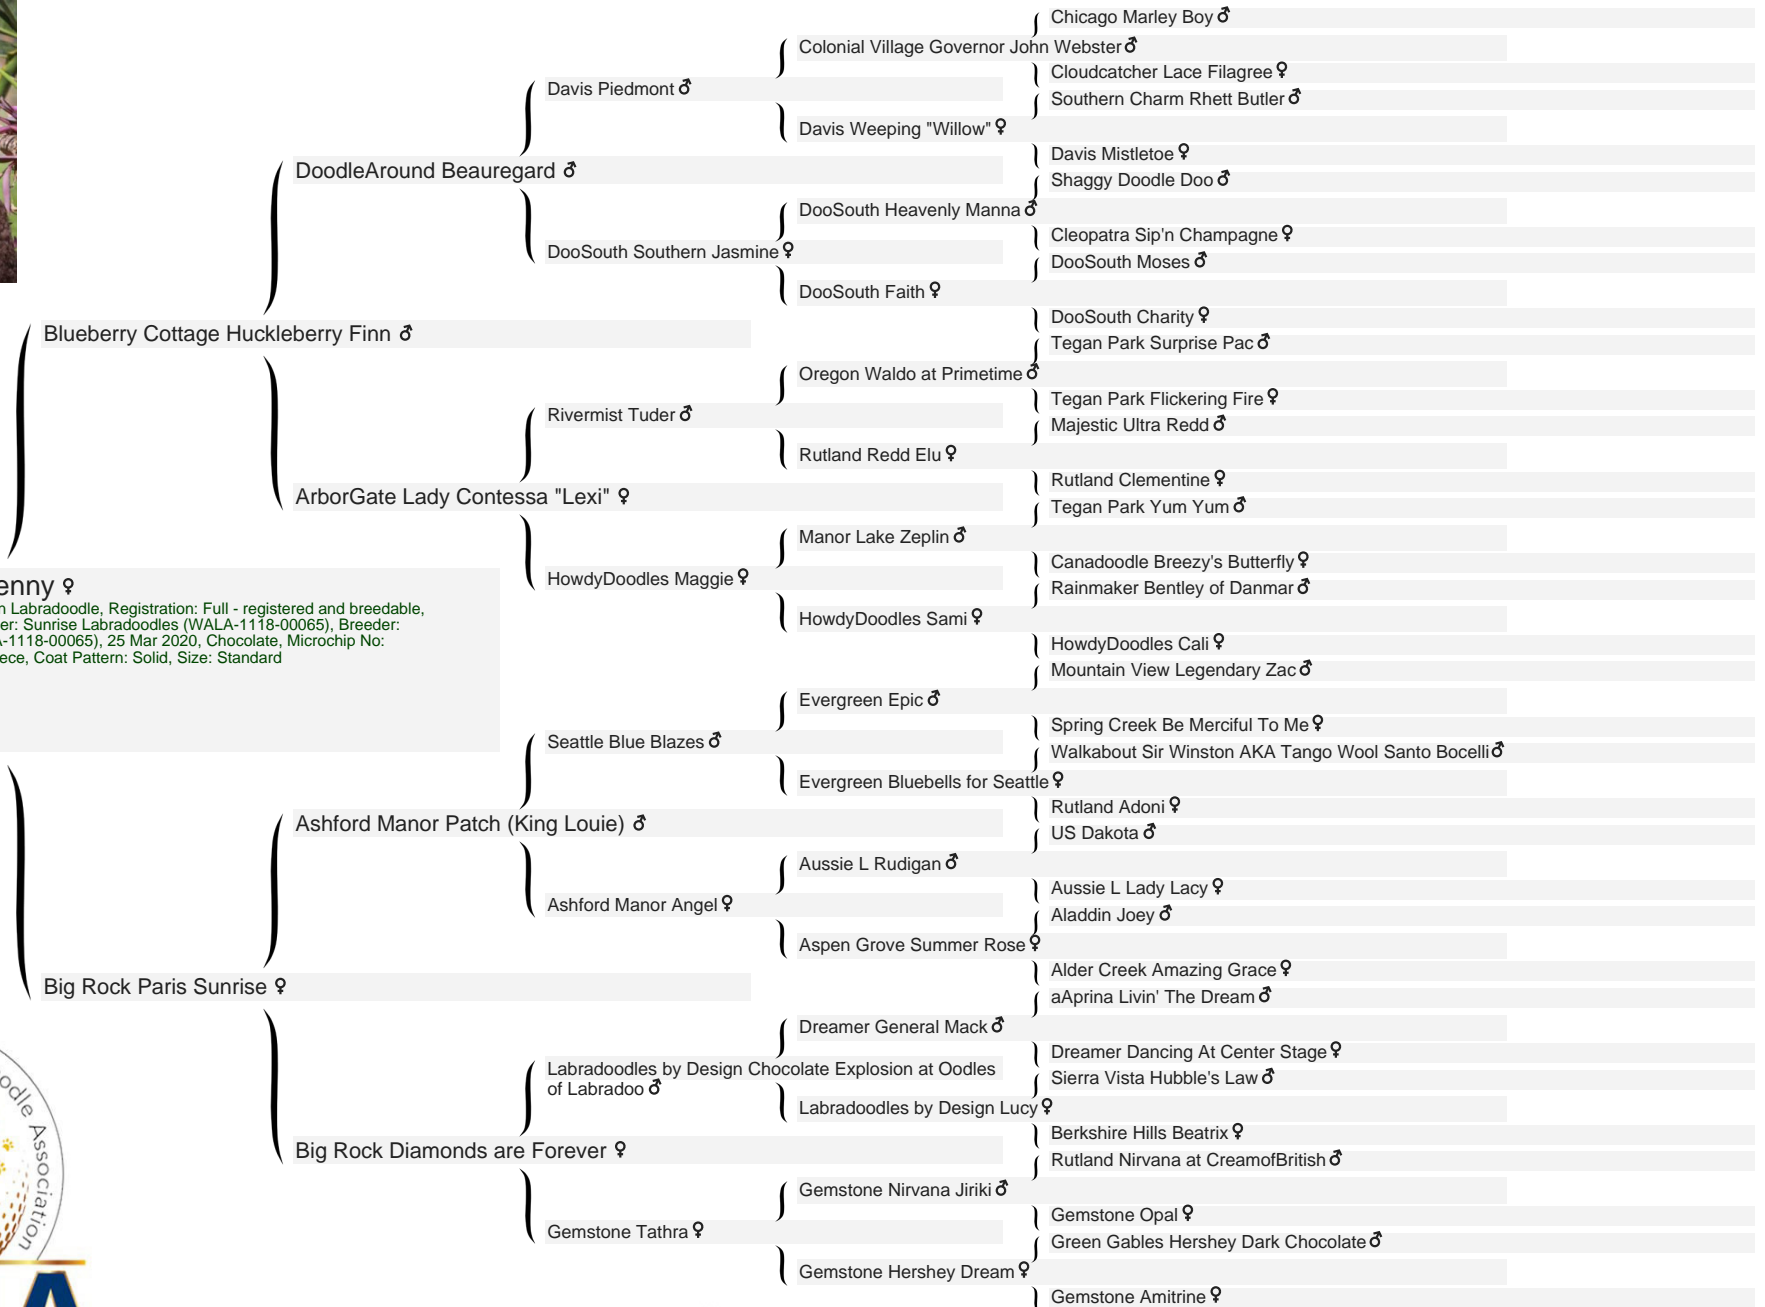 Chicago Marley Boy ♂
Colonial Village Governor John Webster ♂
Cloudcatcher Lace Filagree ♀
Davis Piedmont ♂
Southern Charm Rhett Butler ♂
Davis Weeping "Willow" ♀
Davis Mistletoe ♀
DoodleAround Beauregard ♂
Shaggy Doodle Doo ♂
DooSouth Heavenly Manna ♂
Cleopatra Sip'n Champagne ♀
DooSouth Southern Jasmine ♀
DooSouth Moses ♂
DooSouth Faith ♀
DooSouth Charity ♀
Blueberry Cottage Huckleberry Finn ♂
Tegan Park Surprise Pac ♂
Oregon Waldo at Primetime ♂
Tegan Park Flickering Fire ♀
Rivermist Tuder ♂
Majestic Ultra Redd ♂
Rutland Redd Elu ♀
Rutland Clementine ♀
ArborGate Lady Contessa "Lexi" ♀
Tegan Park Yum Yum ♂
Manor Lake Zeplin ♂
Canadoodle Breezy's Butterfly ♀
HowdyDoodles Maggie ♀
Rainmaker Bentley of Danmar ♂
HowdyDoodles Sami ♀
HowdyDoodles Cali ♀
enny ♀
Labradoodle, Registration: Full - registered and breedable,
er: Sunrise Labradoodles (WALA-1118-00065), Breeder:
-1118-00065), 25 Mar 2020, Chocolate, Microchip No:
ece, Coat Pattern: Solid, Size: Standard
Mountain View Legendary Zac ♂
Evergreen Epic ♂
Spring Creek Be Merciful To Me ♀
Seattle Blue Blazes ♂
Walkabout Sir Winston AKA Tango Wool Santo Bocelli ♂
Evergreen Bluebells for Seattle ♀
Rutland Adoni ♀
Ashford Manor Patch (King Louie) ♂
US Dakota ♂
Aussie L Rudigan ♂
Aussie L Lady Lacy ♀
Ashford Manor Angel ♀
Aladdin Joey ♂
Aspen Grove Summer Rose ♀
Alder Creek Amazing Grace ♀
Big Rock Paris Sunrise ♀
aAprina Livin' The Dream ♂
Dreamer General Mack ♂
Dreamer Dancing At Center Stage ♀
Labradoodles by Design Chocolate Explosion at Oodles
of Labradoo ♂
Sierra Vista Hubble's Law ♂
Labradoodles by Design Lucy ♀
Berkshire Hills Beatrix ♀
Big Rock Diamonds are Forever ♀
Rutland Nirvana at CreamofBritish ♂
Gemstone Nirvana Jiriki ♂
Gemstone Opal ♀
Gemstone Tathra ♀
Green Gables Hershey Dark Chocolate ♂
Gemstone Hershey Dream ♀
Gemstone Amitrine ♀
oodle Association
A